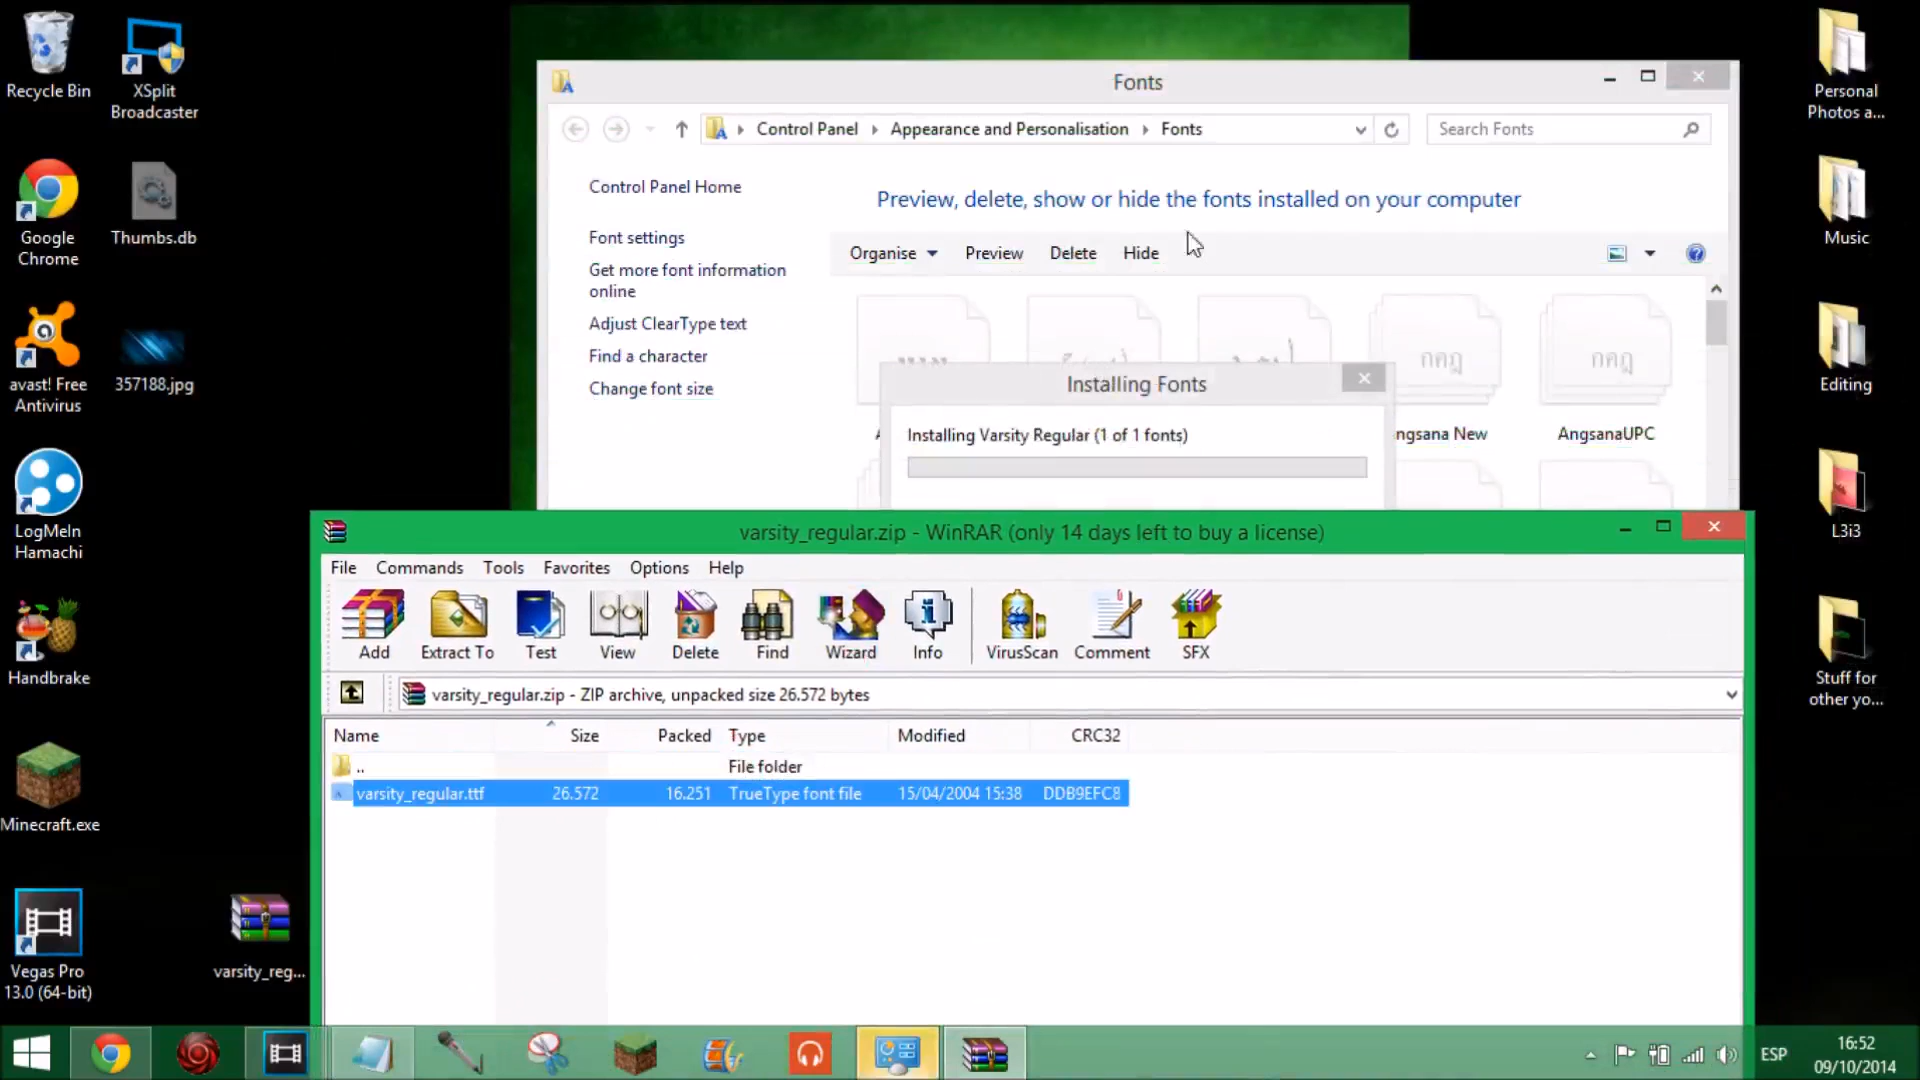 Recycle Bin
XSplit
Broadcaster
Google
Chrome
Thumbs.db
avast! Free
Antivirus
357188.jpg
LogMeIn
Hamachi
Handbrake
Minecraft.exe
Vegas Pro
13.0 (64-bit)
varsity_reg...
Personal
Photos a...
Music
Editing
L3i3
Stuff for
other yo...
Fonts
Control Panel
Appearance and Personalisation
Fonts
Search Fonts
Control Panel Home
Font settings
Get more font information
online
Adjust ClearType text
Find a character
Change font size
Preview, delete, show or hide the fonts installed on your computer
Organise
Preview
Delete
Hide
กคฎ
กคฎ
ngsana New
AngsanaUPC
Installing Fonts
Installing Varsity Regular (1 of 1 fonts)
varsity_regular.zip - WinRAR (only 14 days left to buy a license)
File Commands Tools Favorites Options Help
Add Extract To Test View Delete Find Wizard Info VirusScan Comment SFX
varsity_regular.zip - ZIP archive, unpacked size 26.572 bytes
Name Size Packed Type Modified CRC32
.. File folder
varsity_regular.ttf 26.572 16.251 TrueType font file 15/04/2004 15:38 DDB9EFC8
ESP
16:52
09/10/2014